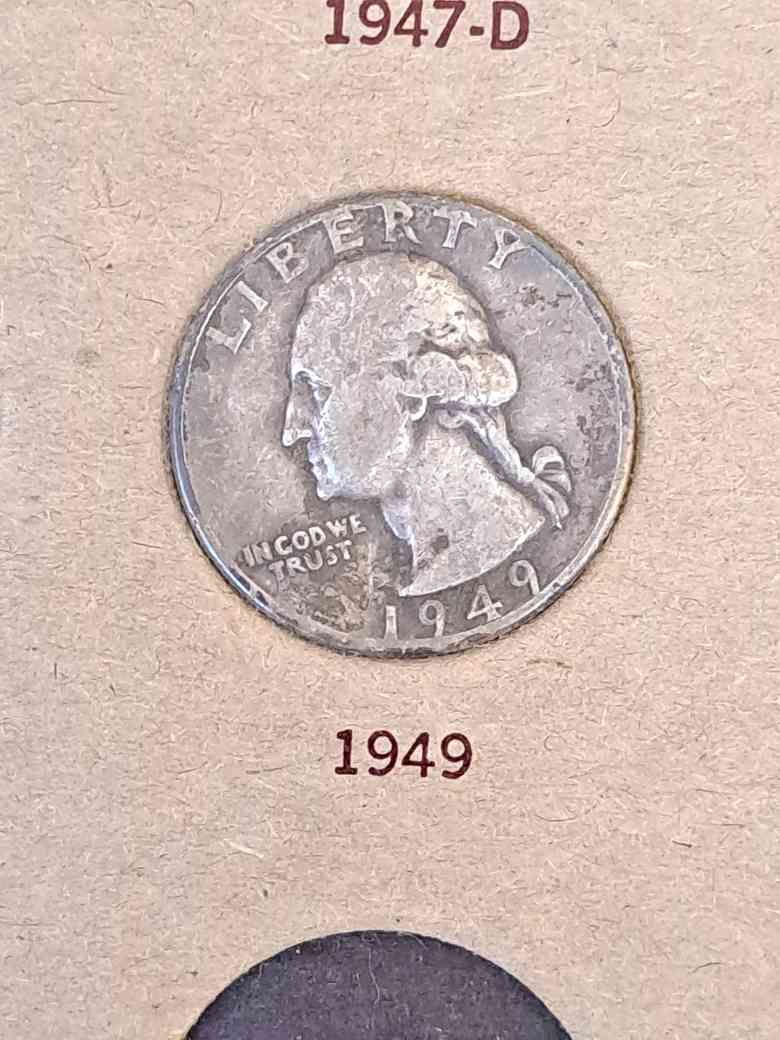 1947-D
LIBERTY
IN GOD WE
TRUST
1949
1949